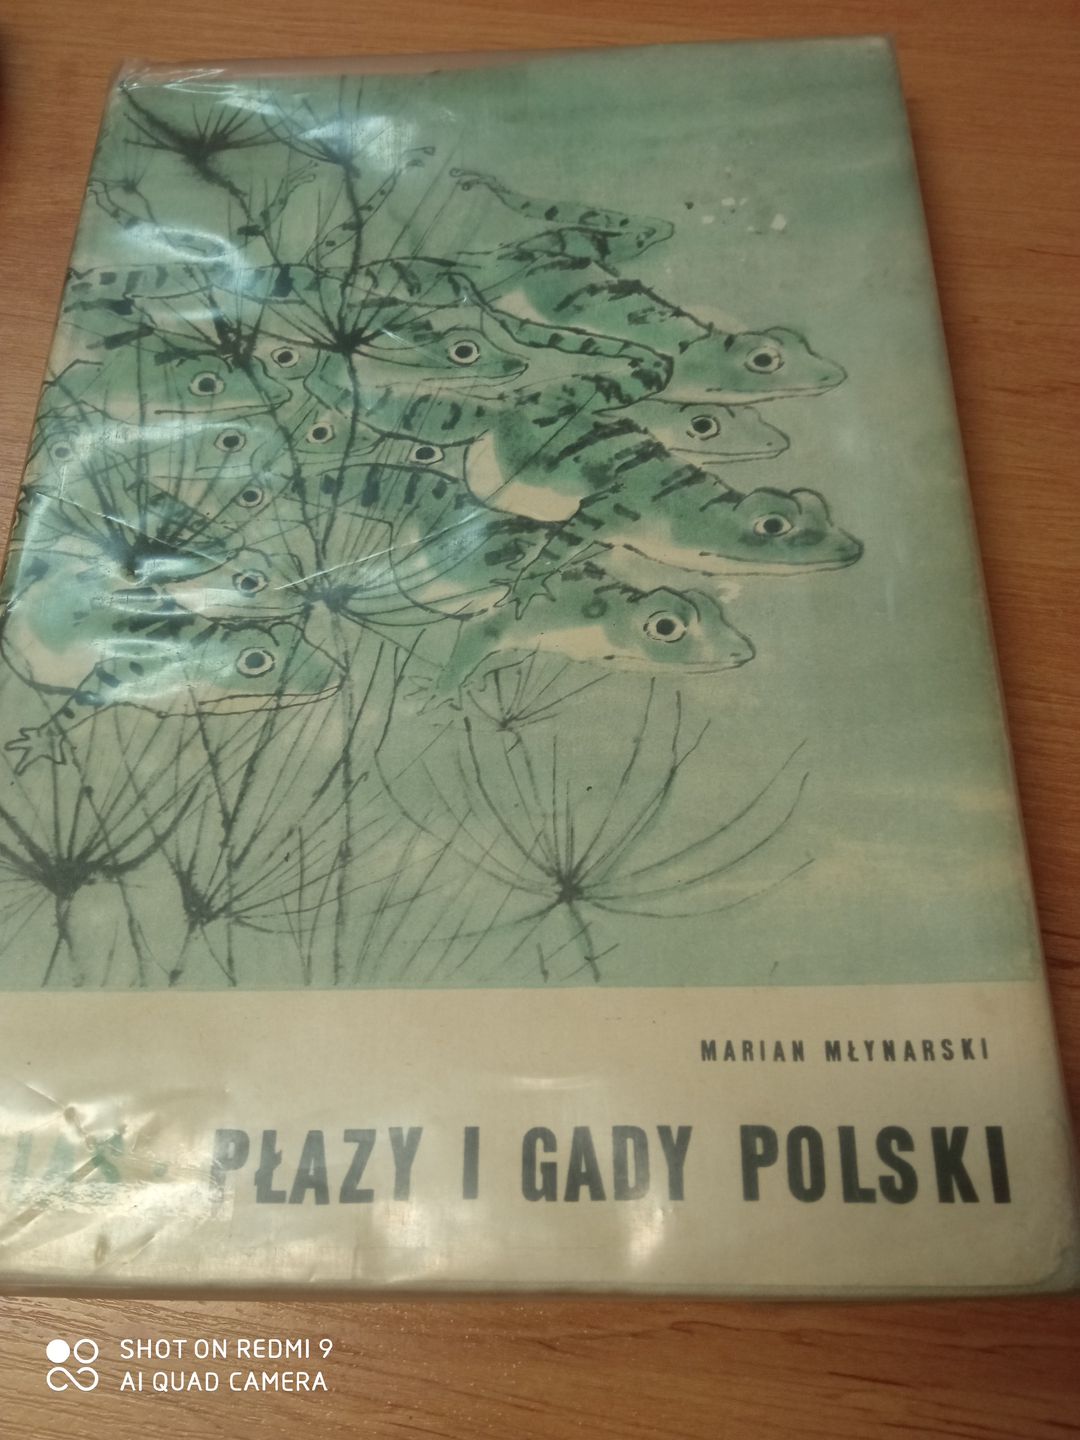 MARIAN MŁYNARSKI
PŁAZY I GADY POLSKI
SHOT ON REDMI 9
AI QUAD CAMERA